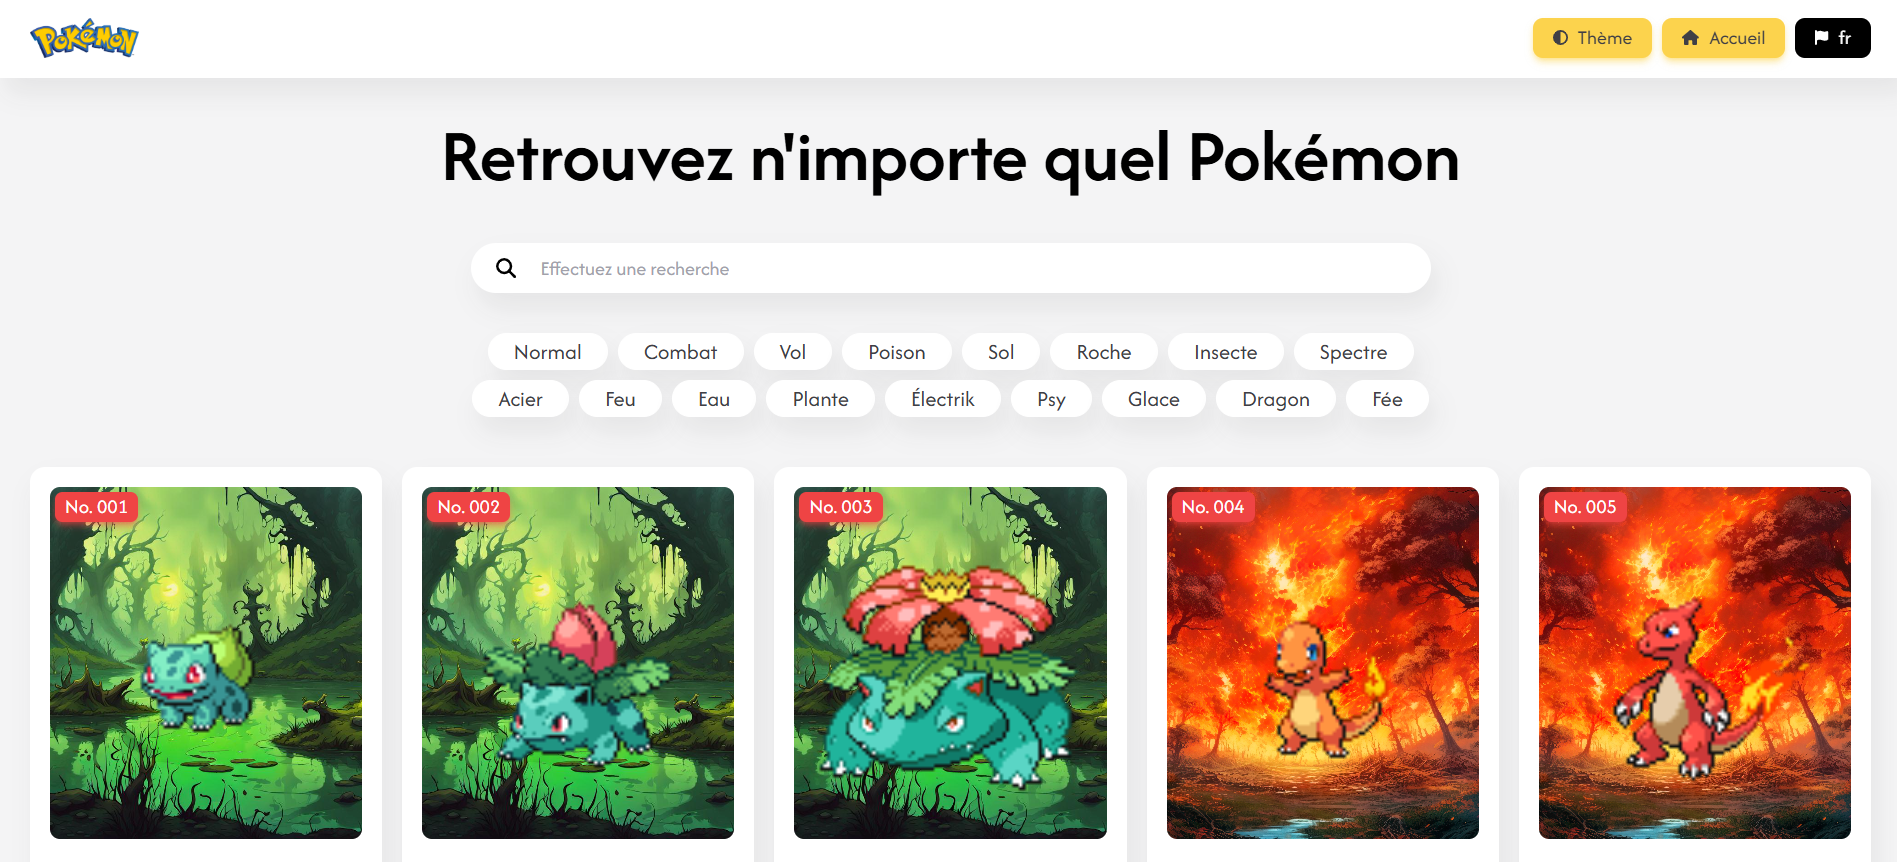 POKÉMON
Thème
Accueil
fr
Retrouvez n'importe quel Pokémon
Effectuez une recherche
Normal Combat Vol Poison Sol Roche Insecte Spectre
Acier Feu Eau Plante Électrik Psy Glace Dragon Fée
No. 001
No. 002
No. 003
No. 004
No. 005